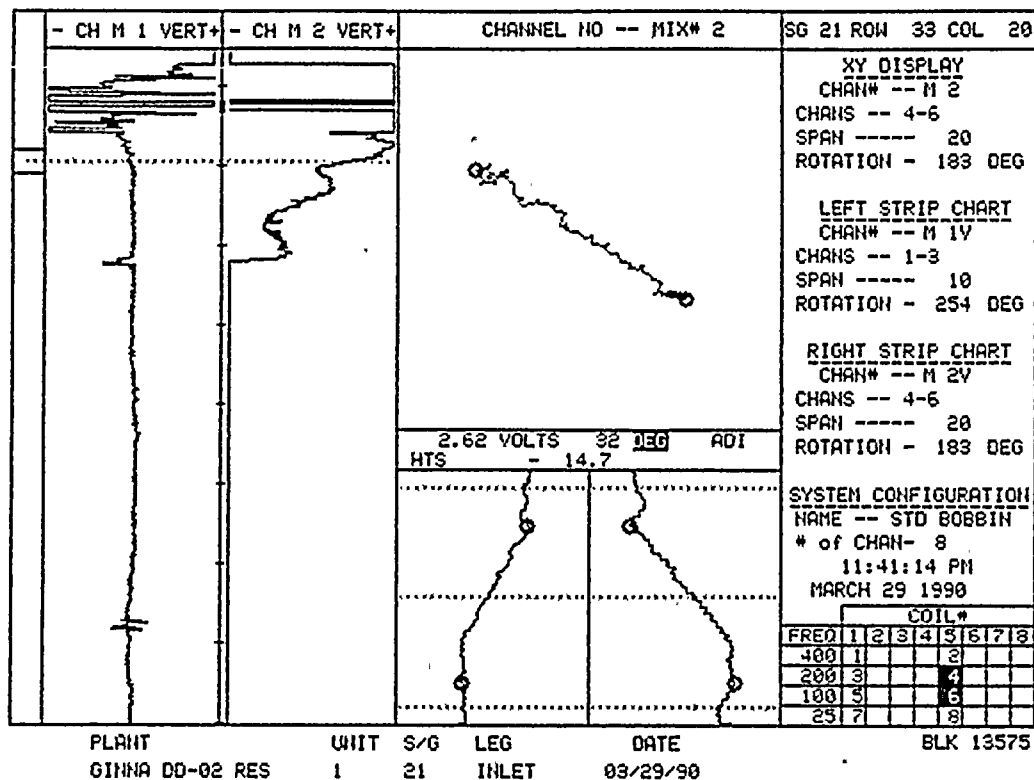 - CH M 1 VERT+
- CH M 2 VERT+
CHANNEL NO -- MIX# 2
SG 21 ROW 33 COL 20
XY DISPLAY
CHAN# -- M 2
CHANS -- 4-6
SPAN ----- 20
ROTATION - 183 DEG
LEFT STRIP CHART
CHAN# -- M 1V
CHANS -- 1-3
SPAN ----- 10
ROTATION - 254 DEG
RIGHT STRIP CHART
CHAN# -- M 2V
CHANS -- 4-6
SPAN ----- 20
ROTATION - 183 DEG
2.62 VOLTS 32 DEG ADI
HTS - 14.7
SYSTEM CONFIGURATION
NAME -- STD BOBBIN
# of CHAN- 8
11:41:14 PM
MARCH 29 1990
COIL#
FREQ 1 2 3 4 5 6 7 8
400 1 2
200 3 4
100 5 6
25 7 8
PLANT UNIT S/G LEG DATE BLK 13575
GINNA DD-02 RES 1 21 INLET 03/29/90